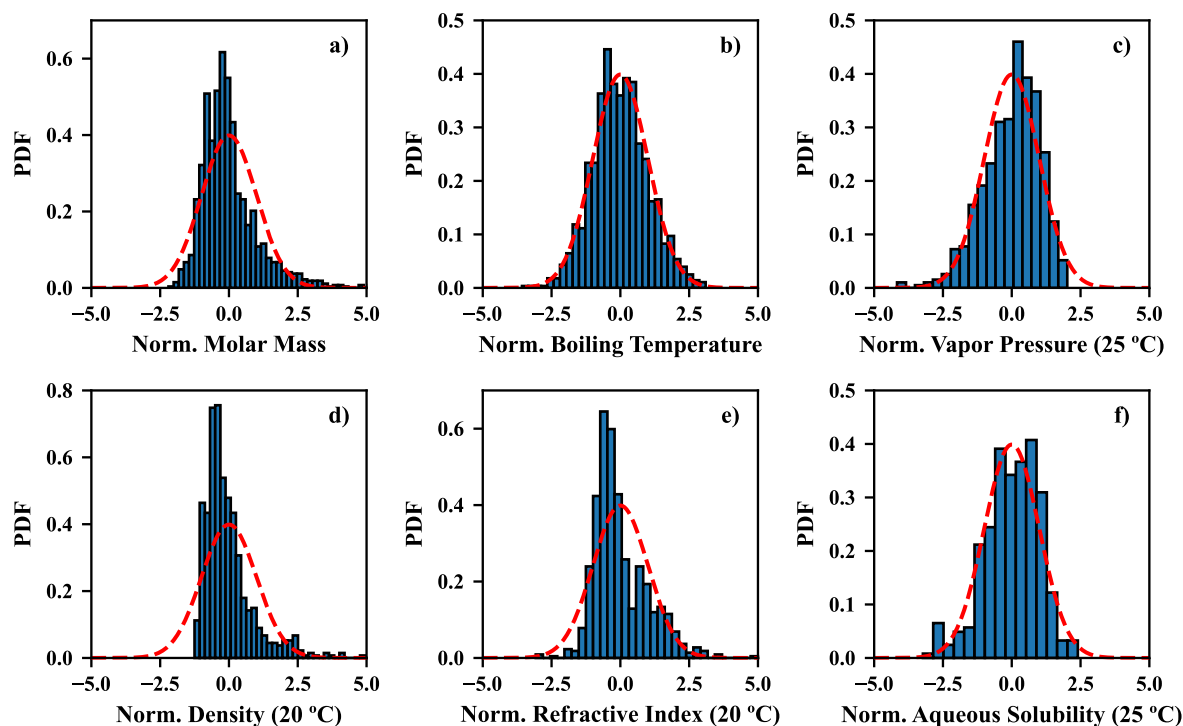 a)
PDF
0.6
0.4
0.2
0.0
−5.0 −2.5 0.0 2.5 5.0
Norm. Molar Mass
b)
PDF
0.5
0.4
0.3
0.2
0.1
0.0
−5.0 −2.5 0.0 2.5 5.0
Norm. Boiling Temperature
c)
PDF
0.5
0.4
0.3
0.2
0.1
0.0
−5.0 −2.5 0.0 2.5 5.0
Norm. Vapor Pressure (25 ºC)
d)
PDF
0.8
0.6
0.4
0.2
0.0
−5.0 −2.5 0.0 2.5 5.0
Norm. Density (20 ºC)
e)
PDF
0.6
0.4
0.2
0.0
−5.0 −2.5 0.0 2.5 5.0
Norm. Refractive Index (20 ºC)
f)
PDF
0.5
0.4
0.3
0.2
0.1
0.0
−5.0 −2.5 0.0 2.5 5.0
Norm. Aqueous Solubility (25 ºC)